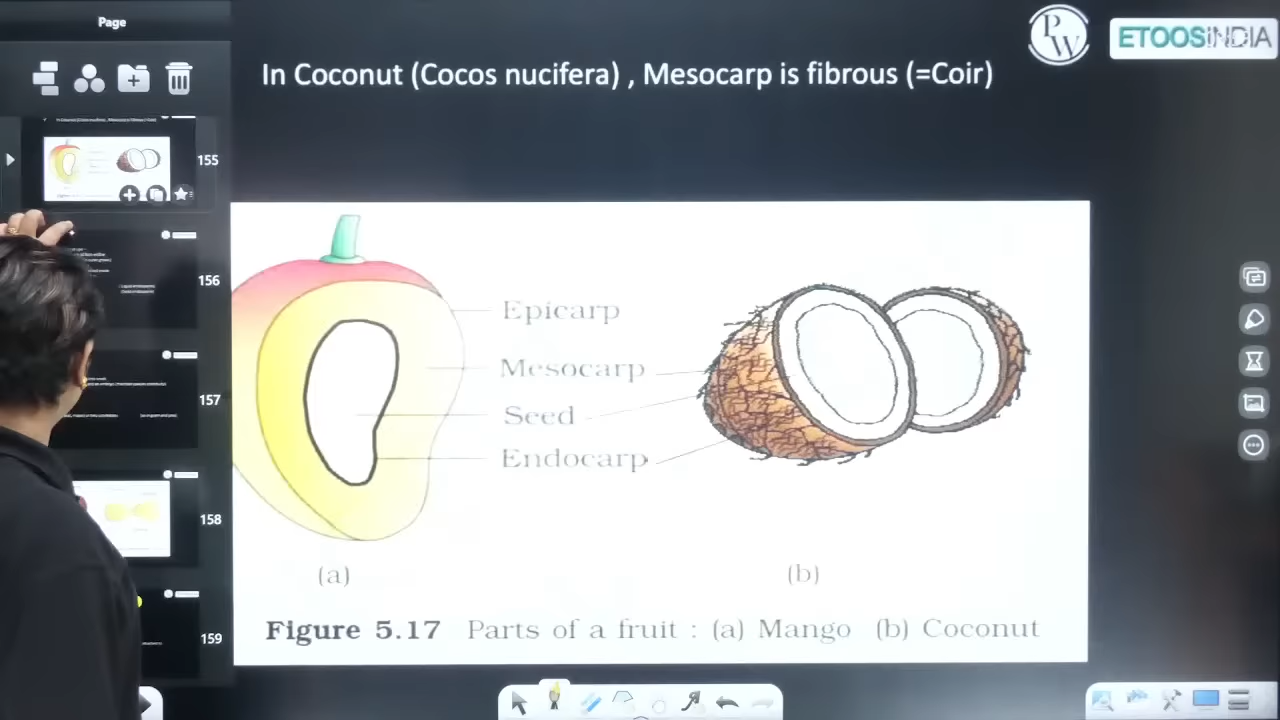 Page
PW
ETOOSINDIA
In Coconut (Cocos nucifera) , Mesocarp is fibrous (=Coir)
155
156
157
158
159
Epicarp
Mesocarp
Seed
Endocarp
(a)
(b)
Figure 5.17 Parts of a fruit : (a) Mango (b) Coconut